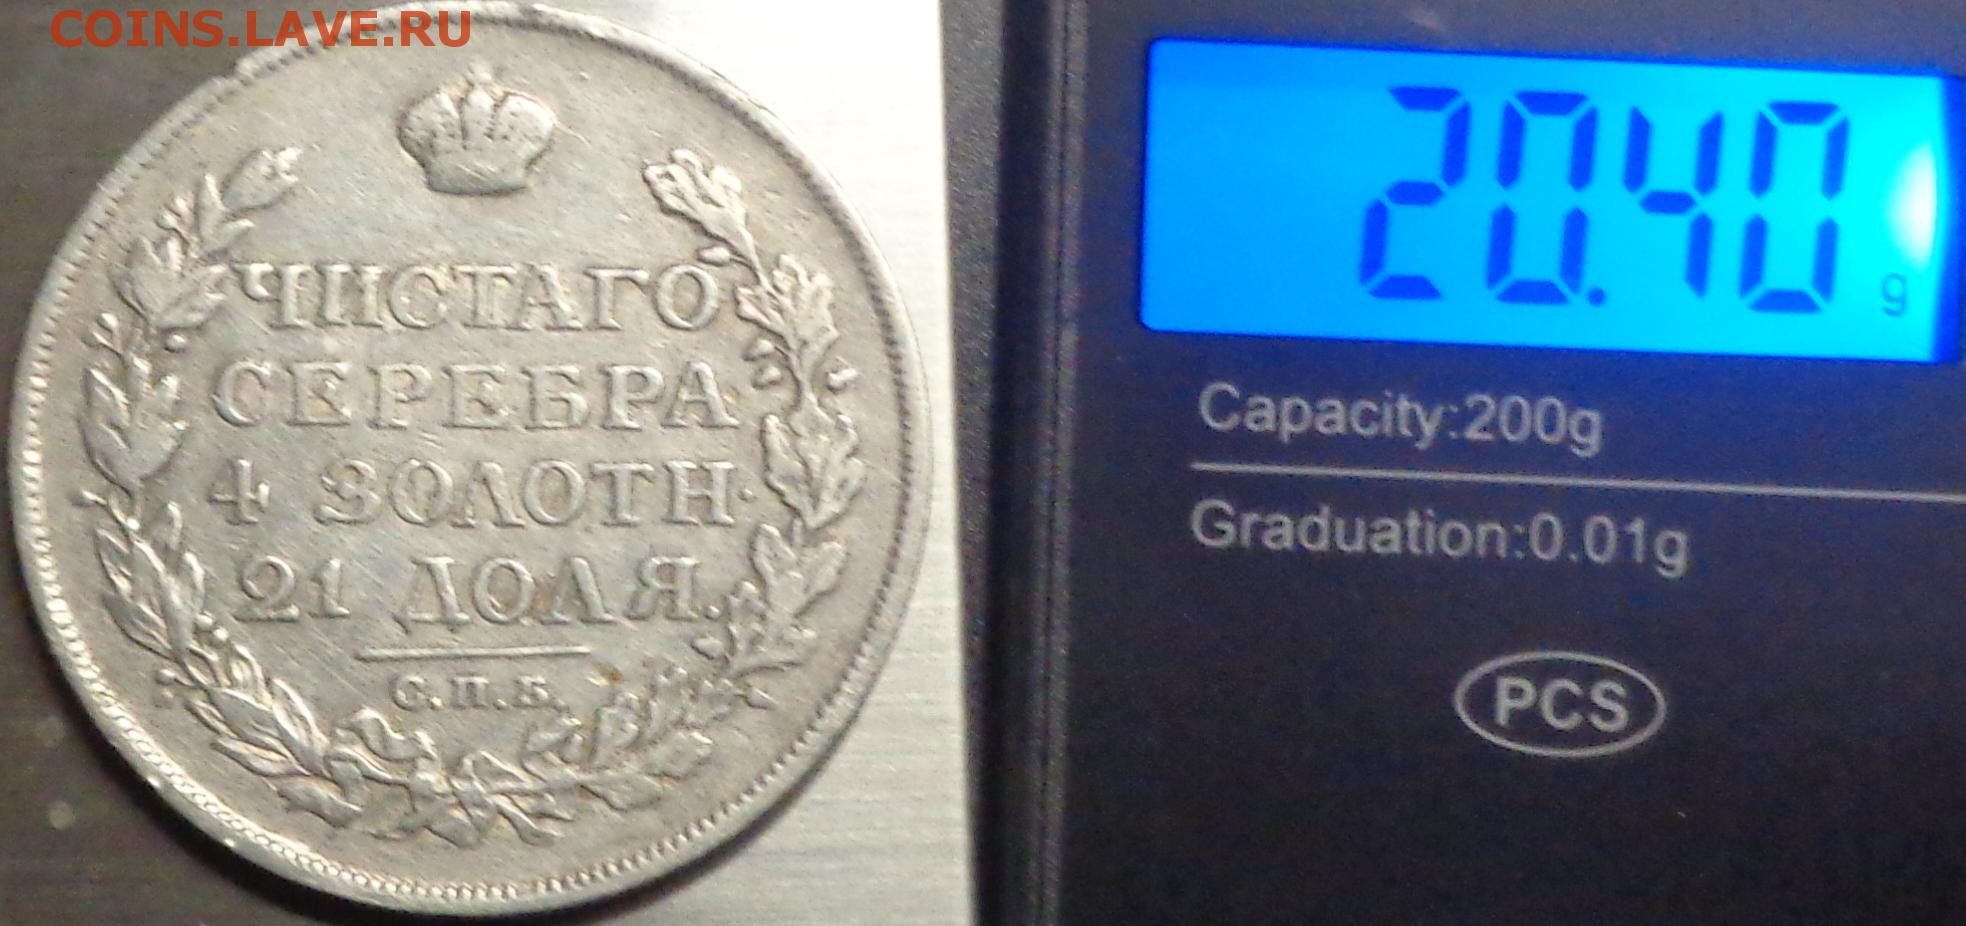 COINS.LAVE.RU
ЧИСТАГО
СЕРЕБРА
4 ЗОЛОТН·
21 ДОЛЯ.
С.П.Б.
20.40 g
Capacity:200g
Graduation:0.01g
PCS